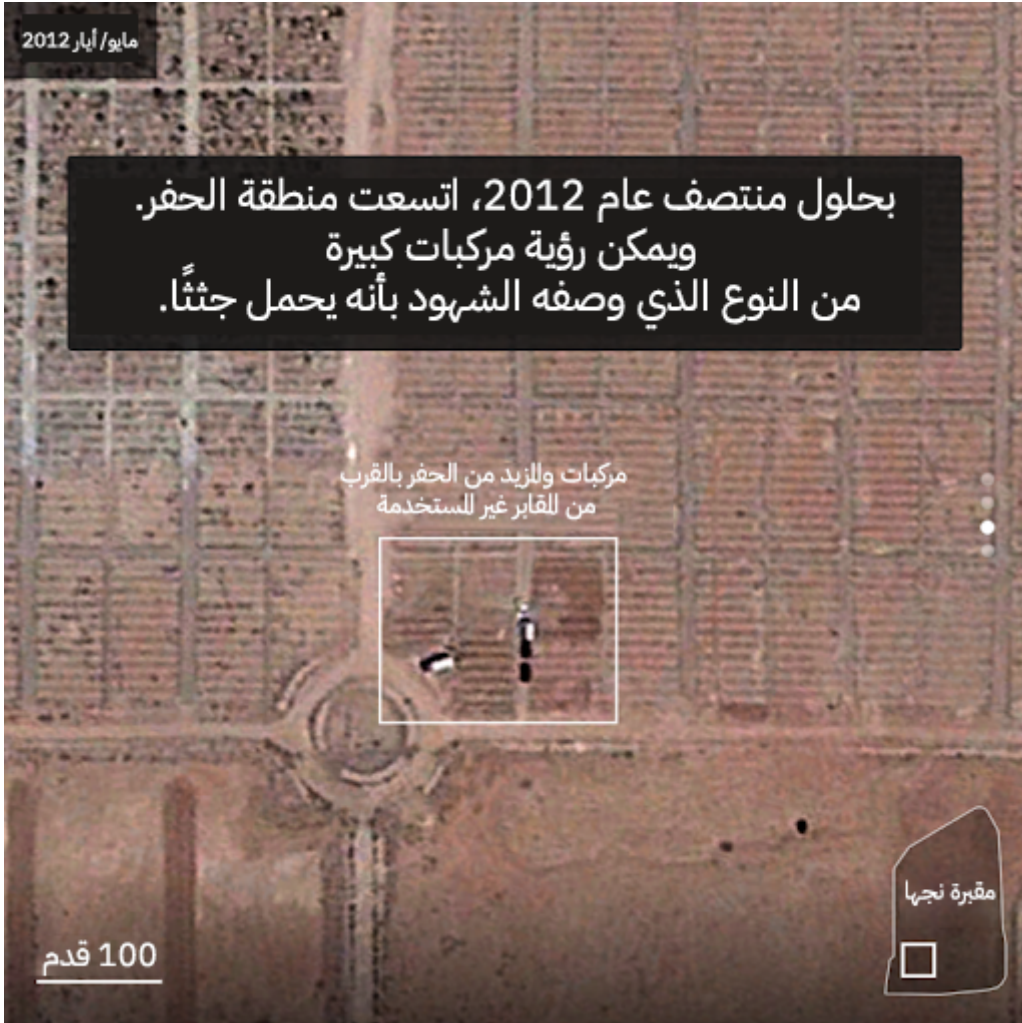 مايو/ أيار 2012
بحلول منتصف عام 2012، اتسعت منطقة الحفر.
ويمكن رؤية مركبات كبيرة
من النوع الذي وصفه الشهود بأنه يحمل جثثًا.
مركبات والمزيد من الحفر بالقرب
من المقابر غير المستخدمة
مقبرة نجها
100 قدم